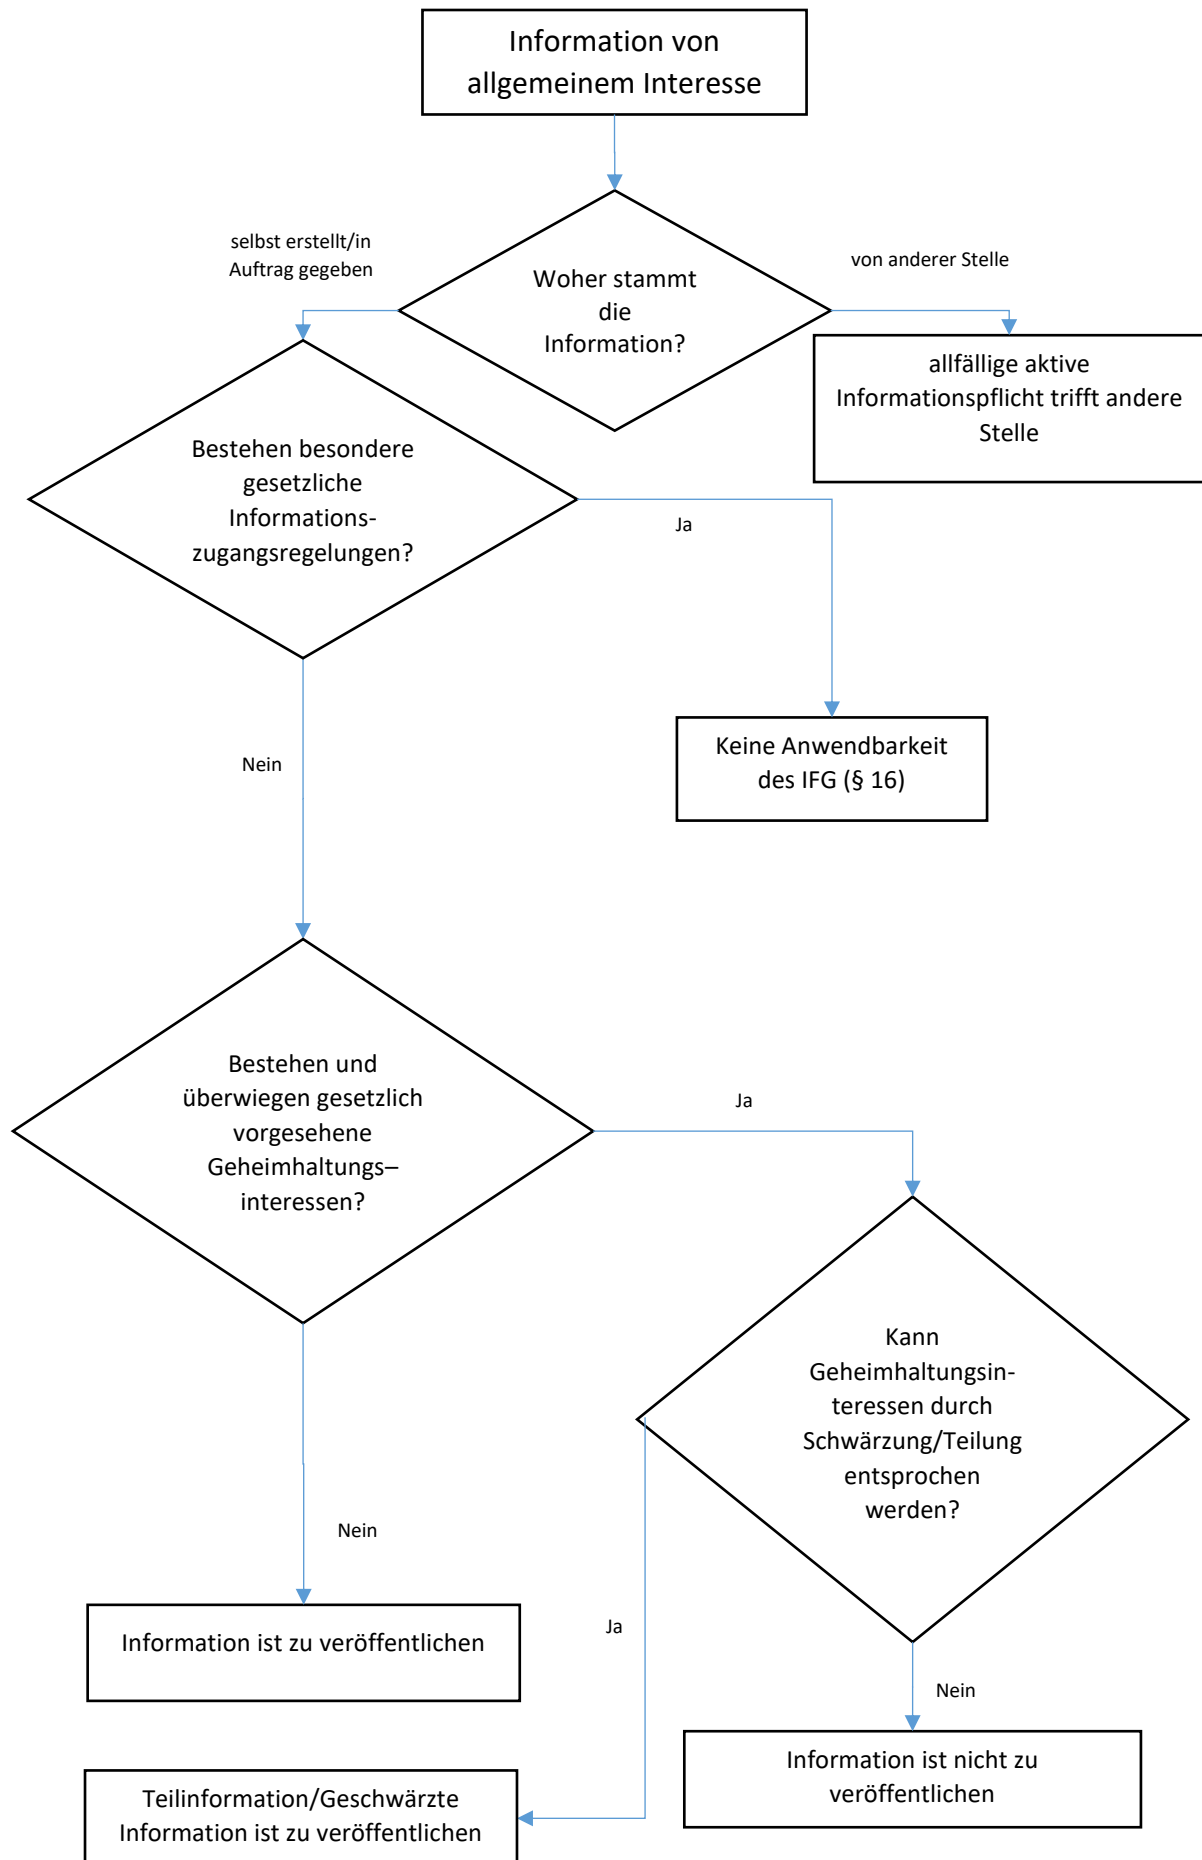 Information von
allgemeinem Interesse
selbst erstellt/in
Auftrag gegeben
Woher stammt
die
Information?
von anderer Stelle
allfällige aktive
Informationspflicht trifft andere
Stelle
Bestehen besondere
gesetzliche
Informations-
zugangsregelungen?
Ja
Keine Anwendbarkeit
des IFG (§ 16)
Nein
Bestehen und
überwiegen gesetzlich
vorgesehene
Geheimhaltungs–
interessen?
Ja
Kann
Geheimhaltungsin-
teressen durch
Schwärzung/Teilung
entsprochen
werden?
Nein
Information ist zu veröffentlichen
Ja
Nein
Information ist nicht zu
veröffentlichen
Teilinformation/Geschwärzte
Information ist zu veröffentlichen